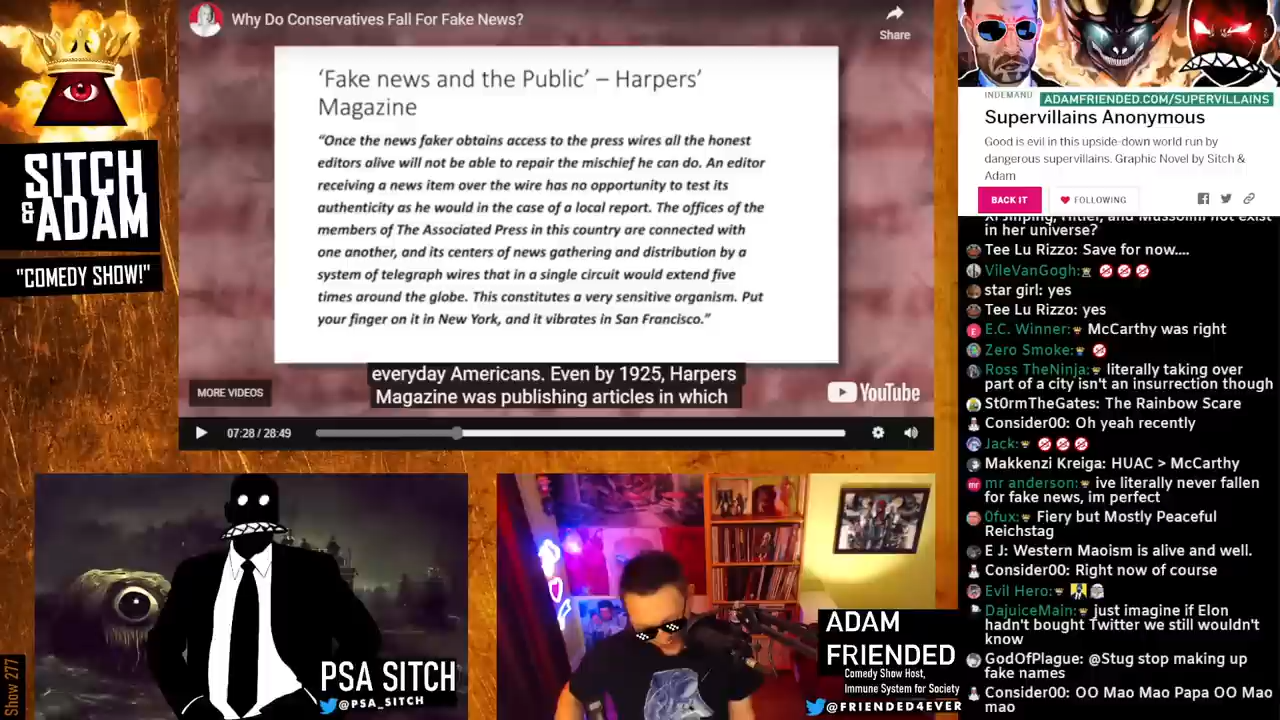 SITCH
& ADAM
"COMEDY SHOW!"
Show 277
Why Do Conservatives Fall For Fake News?
Share
'Fake news and the Public' – Harpers'
Magazine
"Once the news faker obtains access to the press wires all the honest
editors alive will not be able to repair the mischief he can do. An editor
receiving a news item over the wire has no opportunity to test its
authenticity as he would in the case of a local report. The offices of the
members of The Associated Press in this country are connected with
one another, and its centers of news gathering and distribution by a
system of telegraph wires that in a single circuit would extend five
times around the globe. This constitutes a very sensitive organism. Put
your finger on it in New York, and it vibrates in San Francisco."
everyday Americans. Even by 1925, Harpers
Magazine was publishing articles in which
MORE VIDEOS
YouTube
07:28 / 28:49
PSA SITCH
@PSA_SITCH
ADAM
FRIENDED
Comedy Show Host,
Immune System for Society
@FRIENDED4EVER
INDEMAND
ADAMFRIENDED.COM/SUPERVILLAINS
Supervillains Anonymous
Good is evil in this upside-down world run by
dangerous supervillains. Graphic Novel by Sitch &
Adam
BACK IT
FOLLOWING
Xi Jinping, Hitler, and Mussolini not exist
in her universe?
Tee Lu Rizzo: Save for now....
VileVanGogh:
star girl: yes
Tee Lu Rizzo: yes
E.C. Winner: McCarthy was right
Zero Smoke:
Ross TheNinja: literally taking over
part of a city isn't an insurrection though
St0rmTheGates: The Rainbow Scare
Consider00: Oh yeah recently
Jack:
Makkenzi Kreiga: HUAC > McCarthy
mr anderson: ive literally never fallen
for fake news, im perfect
0fux: Fiery but Mostly Peaceful
Reichstag
E J: Western Maoism is alive and well.
Consider00: Right now of course
Evil Hero:
DajuiceMain: just imagine if Elon
hadn't bought Twitter we still wouldn't
know
GodOfPlague: @Stug stop making up
fake names
Consider00: OO Mao Mao Papa OO Mao
mao